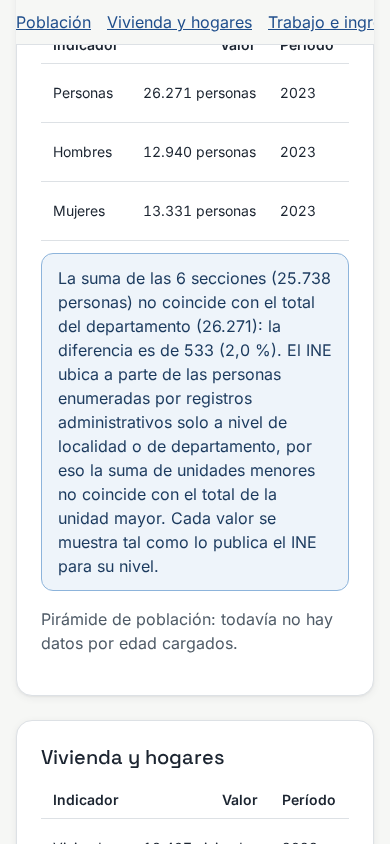 Población Vivienda y hogares Trabajo e ingr
Indicador Valor Período
Personas 26.271 personas 2023
Hombres 12.940 personas 2023
Mujeres 13.331 personas 2023
La suma de las 6 secciones (25.738
personas) no coincide con el total
del departamento (26.271): la
diferencia es de 533 (2,0 %). El INE
ubica a parte de las personas
enumeradas por registros
administrativos solo a nivel de
localidad o de departamento, por
eso la suma de unidades menores
no coincide con el total de la
unidad mayor. Cada valor se
muestra tal como lo publica el INE
para su nivel.
Pirámide de población: todavía no hay
datos por edad cargados.
Vivienda y hogares
Indicador Valor Período